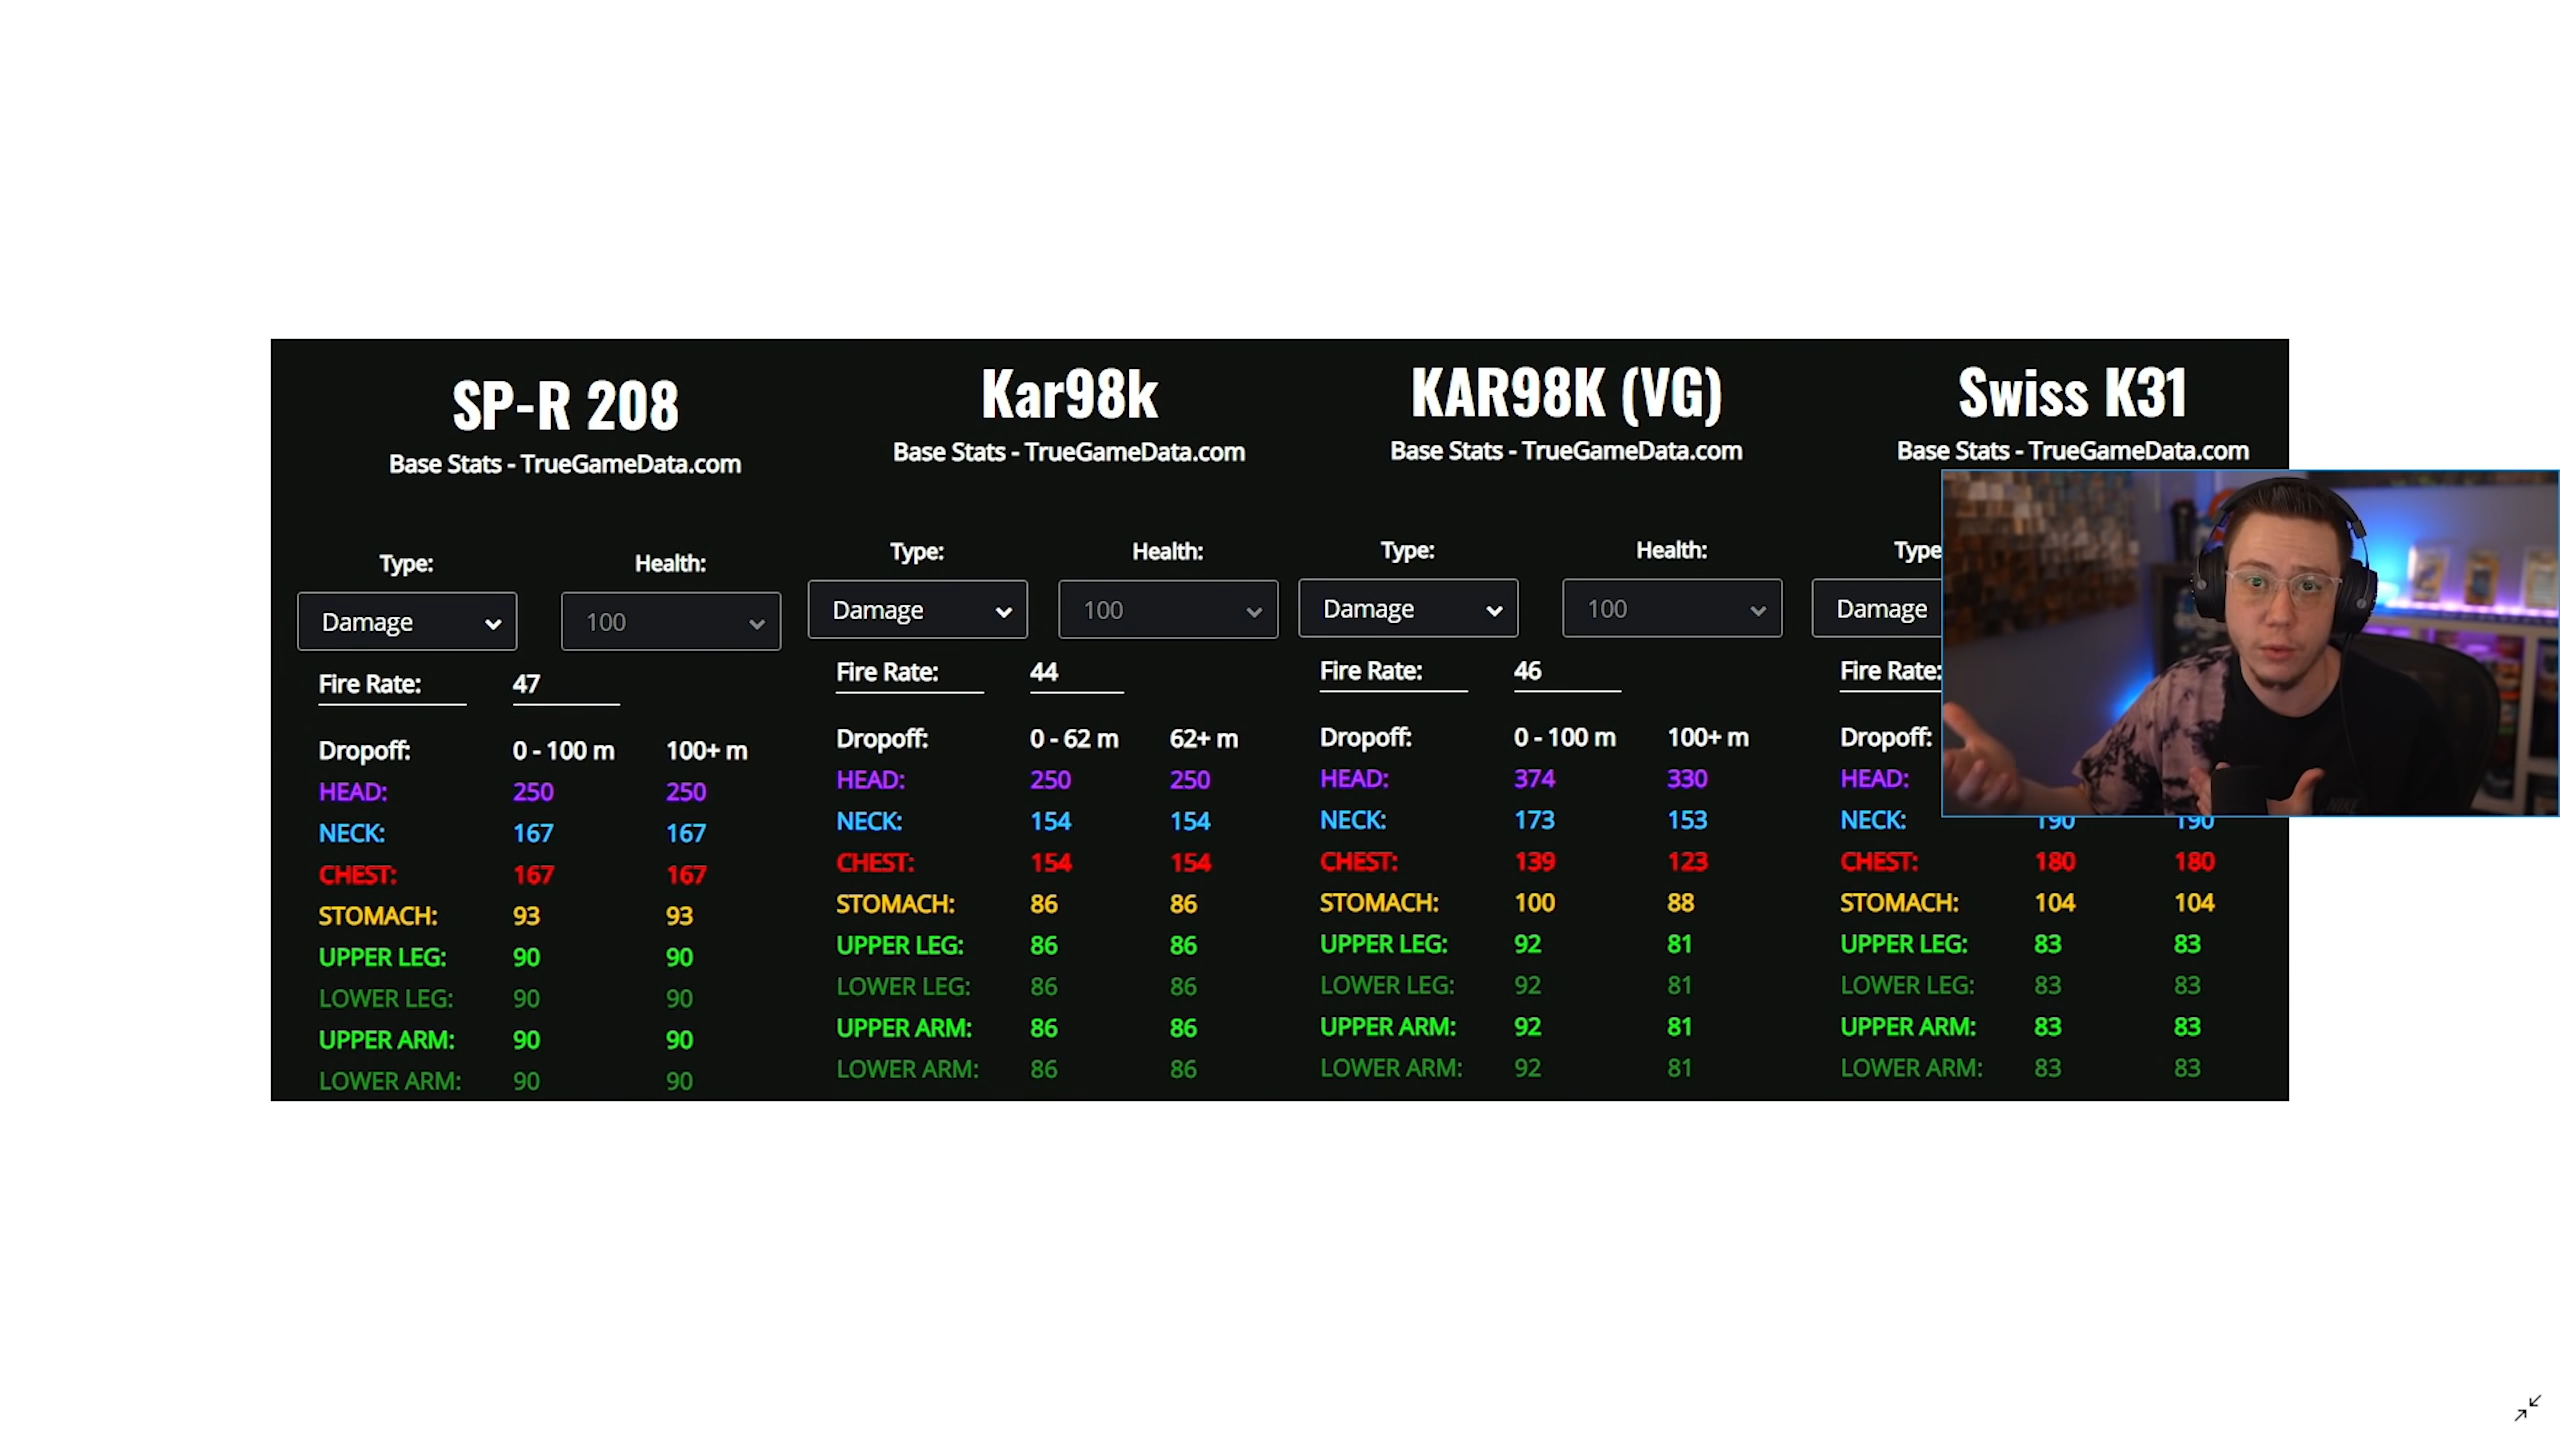 SP-R 208
Base Stats - TrueGameData.com
Type: Health:
Damage 100
Fire Rate: 47
Dropoff: 0 - 100 m 100+ m
HEAD: 250 250
NECK: 167 167
CHEST: 167 167
STOMACH: 93 93
UPPER LEG: 90 90
LOWER LEG: 90 90
UPPER ARM: 90 90
LOWER ARM: 90 90
Kar98k
Base Stats - TrueGameData.com
Type: Health:
Damage 100
Fire Rate: 44
Dropoff: 0 - 62 m 62+ m
HEAD: 250 250
NECK: 154 154
CHEST: 154 154
STOMACH: 86 86
UPPER LEG: 86 86
LOWER LEG: 86 86
UPPER ARM: 86 86
LOWER ARM: 86 86
KAR98K (VG)
Base Stats - TrueGameData.com
Type: Health:
Damage 100
Fire Rate: 46
Dropoff: 0 - 100 m 100+ m
HEAD: 374 330
NECK: 173 153
CHEST: 139 123
STOMACH: 100 88
UPPER LEG: 92 81
LOWER LEG: 92 81
UPPER ARM: 92 81
LOWER ARM: 92 81
Swiss K31
Base Stats - TrueGameData.com
Type
Damage
Fire Rate:
Dropoff:
HEAD:
NECK: 190 190
CHEST: 180 180
STOMACH: 104 104
UPPER LEG: 83 83
LOWER LEG: 83 83
UPPER ARM: 83 83
LOWER ARM: 83 83